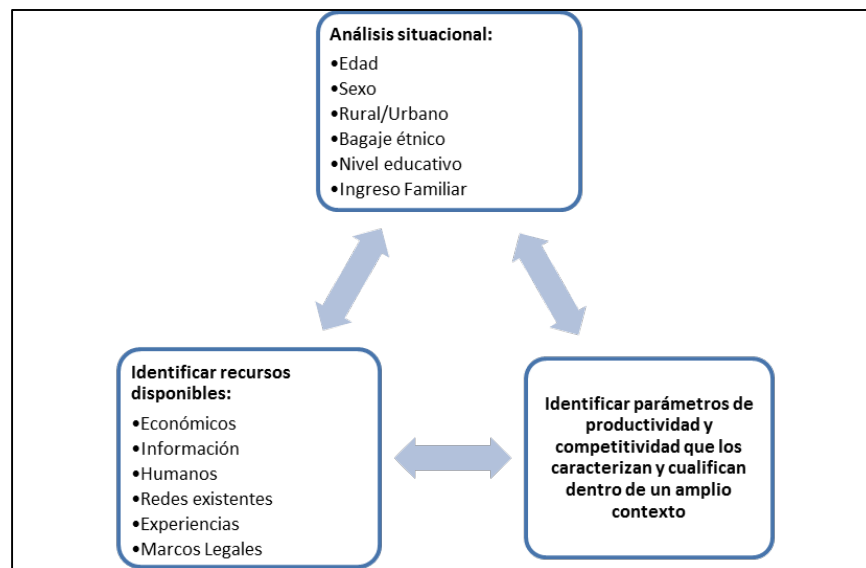 Análisis situacional:
•Edad
•Sexo
•Rural/Urbano
•Bagaje étnico
•Nivel educativo
•Ingreso Familiar
Identificar recursos
disponibles:
•Económicos
•Información
•Humanos
•Redes existentes
•Experiencias
•Marcos Legales
Identificar parámetros de
productividad y
competitividad que los
caracterizan y cualifican
dentro de un amplio
contexto